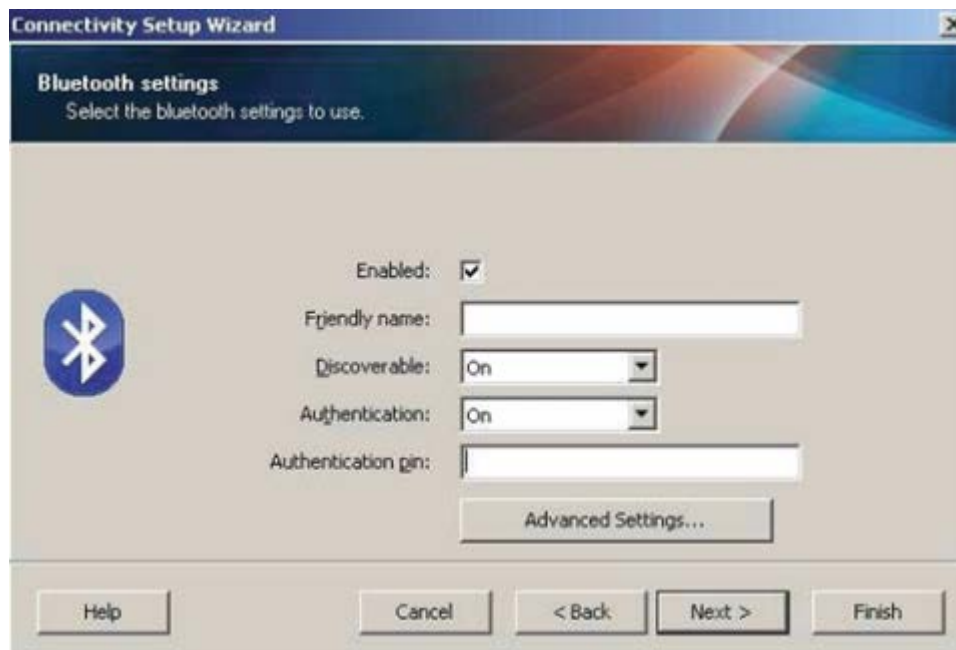 Connectivity Setup Wizard
Bluetooth settings
Select the bluetooth settings to use.
Enabled:
Friendly name:
Discoverable: On
Authentication: On
Authentication pin:
Advanced Settings...
Help Cancel < Back Next > Finish